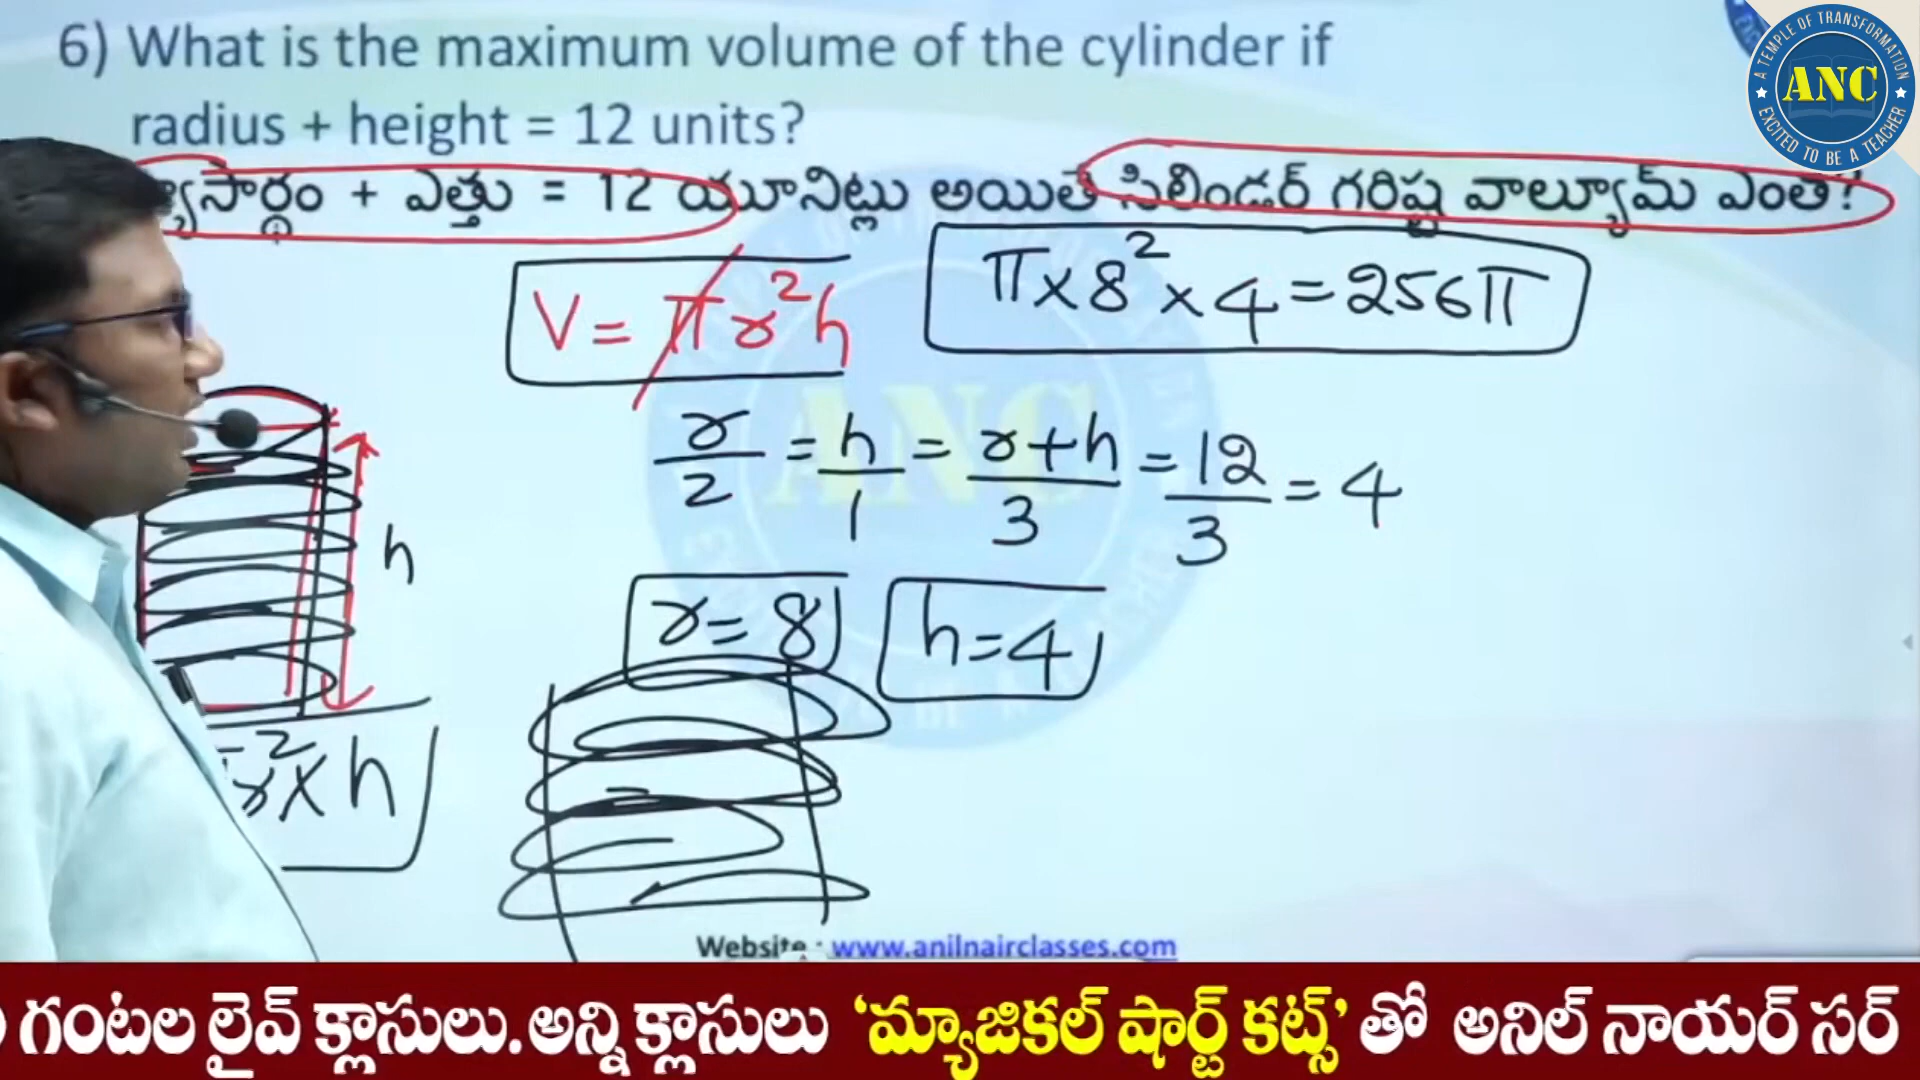 6) What is the maximum volume of the cylinder if
radius + height = 12 units?
వ్యాసార్ధం + ఎత్తు = 12 యూనిట్లు అయితే సిలిండర్ గరిష్ట వాల్యూమ్ ఎంత?
V = πr²h
π×8²×4=256π
r/2 = h/1 = r+h/3 = 12/3 = 4
h
r=8 h=4
r²×h
Website : www.anilnairclasses.com
గంటల లైవ్ క్లాసులు. అన్ని క్లాసులు 'మ్యాజికల్ షార్ట్ కట్స్' తో అనిల్ నాయర్ సర్
A TEMPLE OF TRANSFORMATION
ANC
EXCITED TO BE A TEACHER